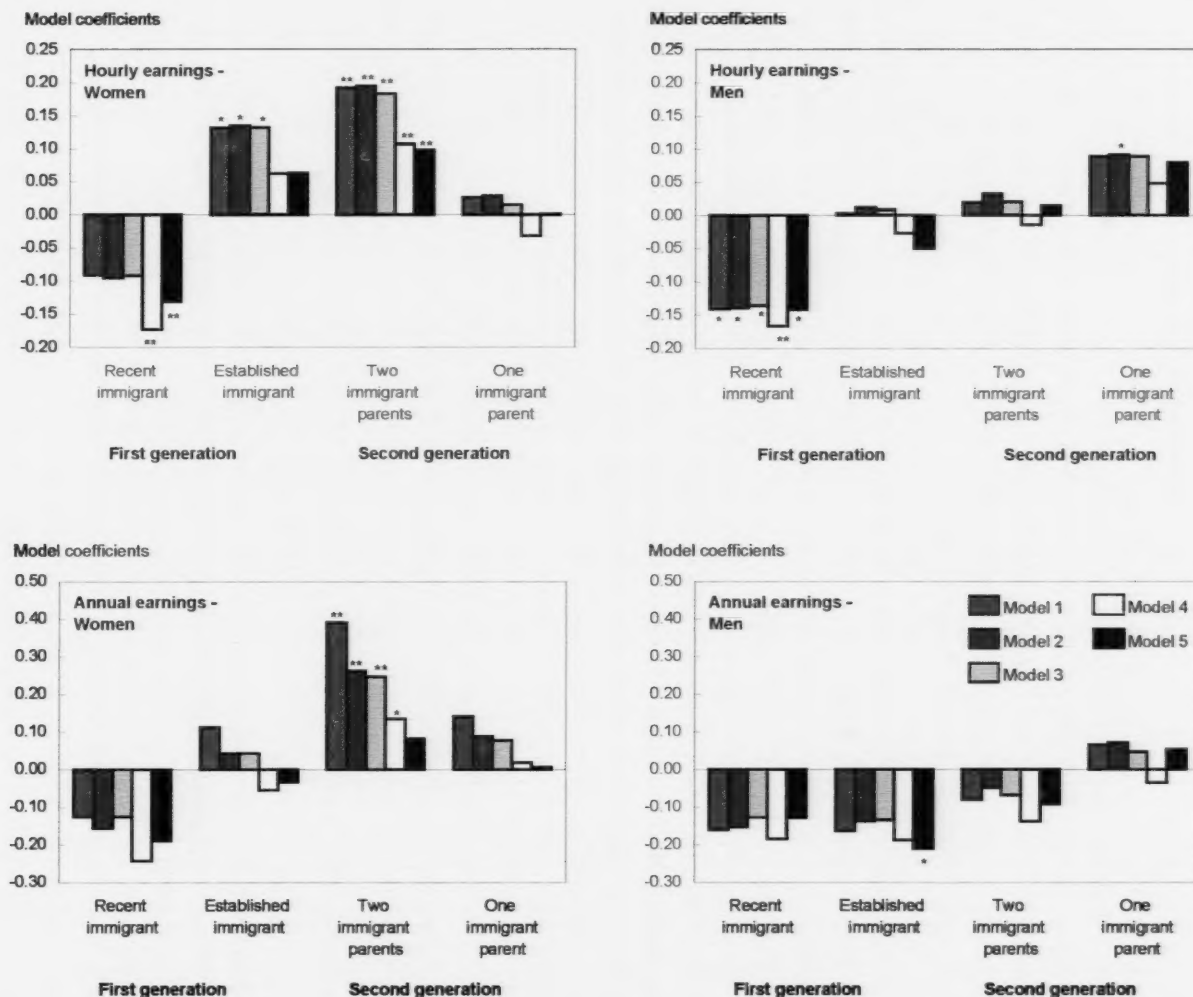 Model coefficients
0.25
0.20
0.15
0.10
0.05
0.00
-0.05
-0.10
-0.15
-0.20
Hourly earnings -
Women
* * *
** ** **
** **
**
**
Recent
immigrant
Established
immigrant
Two
immigrant
parents
One
immigrant
parent
First generation
Second generation
Model coefficients
0.25
0.20
0.15
0.10
0.05
0.00
-0.05
-0.10
-0.15
-0.20
Hourly earnings -
Men
*
* * * ** *
Recent
immigrant
Established
immigrant
Two
immigrant
parents
One
immigrant
parent
First generation
Second generation
Model coefficients
0.50
0.40
0.30
0.20
0.10
0.00
-0.10
-0.20
-0.30
Annual earnings -
Women
**
** **
*
Recent
immigrant
Established
immigrant
Two
immigrant
parents
One
immigrant
parent
First generation
Second generation
Model coefficients
0.50
0.40
0.30
0.20
0.10
0.00
-0.10
-0.20
-0.30
Annual earnings -
Men
Model 1
Model 2
Model 3
Model 4
Model 5
*
Recent
immigrant
Established
immigrant
Two
immigrant
parents
One
immigrant
parent
First generation
Second generation